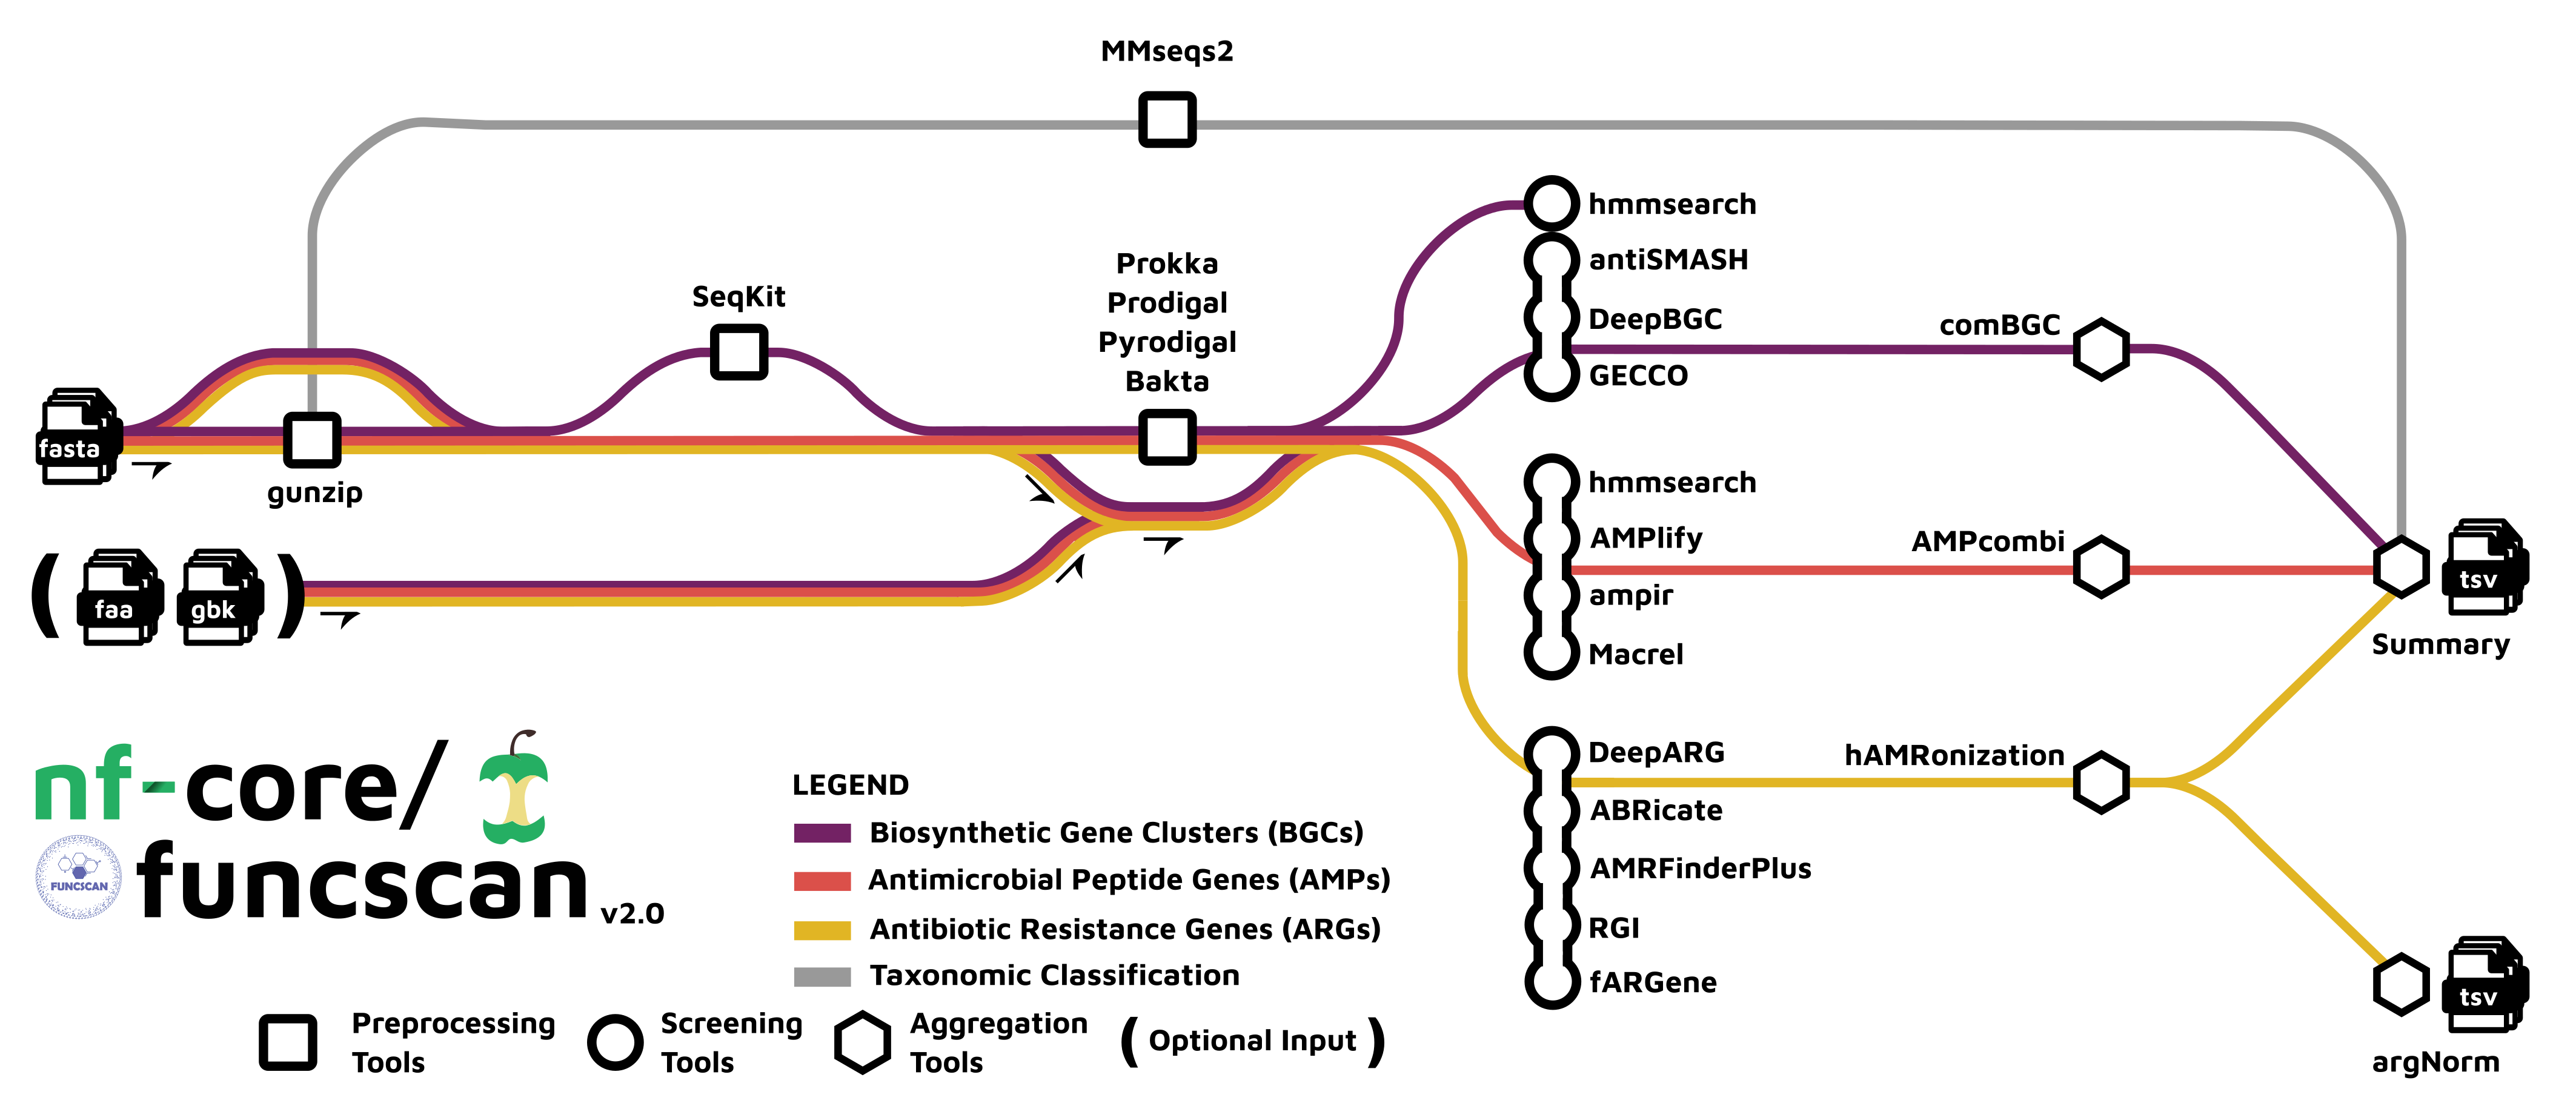 MMseqs2
hmmsearch
antiSMASH
DeepBGC
GECCO
comBGC
Prokka
Prodigal
Pyrodigal
Bakta
SeqKit
fasta
gunzip
( faa gbk )
hmmsearch
AMPlify
ampir
Macrel
AMPcombi
tsv
Summary
DeepARG
ABRicate
AMRFinderPlus
RGI
fARGene
hAMRonization
tsv
argNorm
nf-core/
FUNCSCAN
funcscan v2.0
LEGEND
Biosynthetic Gene Clusters (BGCs)
Antimicrobial Peptide Genes (AMPs)
Antibiotic Resistance Genes (ARGs)
Taxonomic Classification
Preprocessing
Tools
Screening
Tools
Aggregation
Tools
( Optional Input )